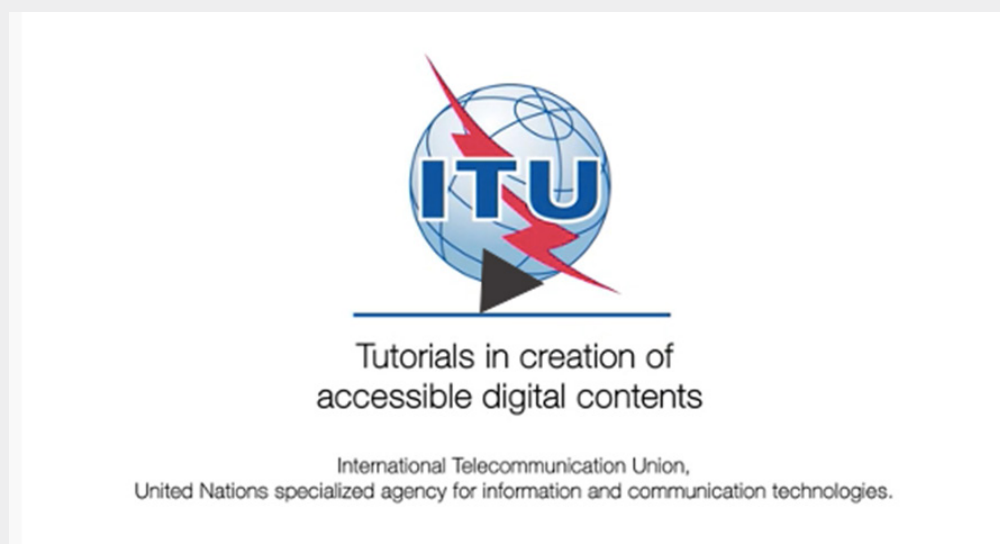 ITU
Tutorials in creation of
accessible digital contents
International Telecommunication Union,
United Nations specialized agency for information and communication technologies.